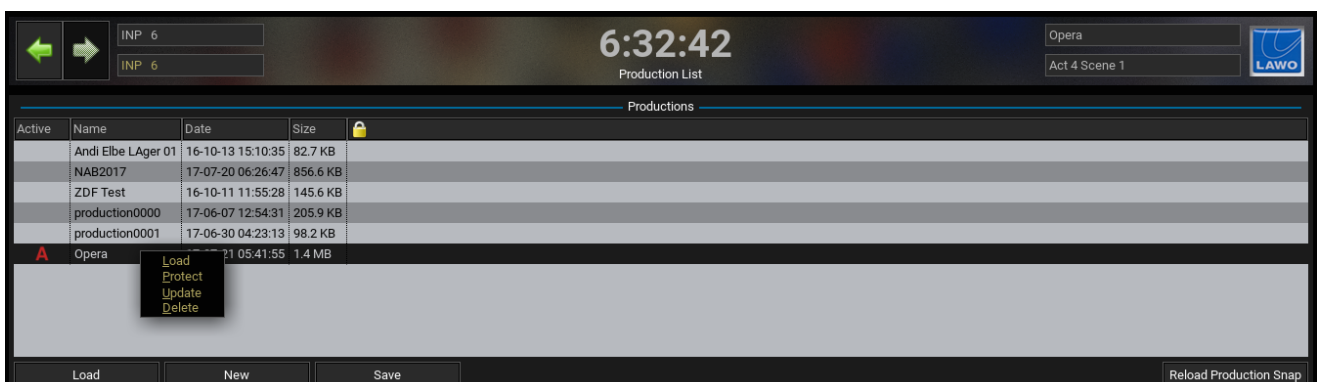 INP 6
INP 6
6:32:42
Production List
Opera
Act 4 Scene 1
LAWO
Productions
Active Name Date Size
Andi Elbe LAger 01 16-10-13 15:10:35 82.7 KB
NAB2017 17-07-20 06:26:47 856.6 KB
ZDF Test 16-10-11 11:55:28 145.6 KB
production0000 17-06-07 12:54:31 205.9 KB
production0001 17-06-30 04:23:13 98.2 KB
A Opera 21 05:41:55 1.4 MB
Load
Protect
Update
Delete
Load New Save Reload Production Snap